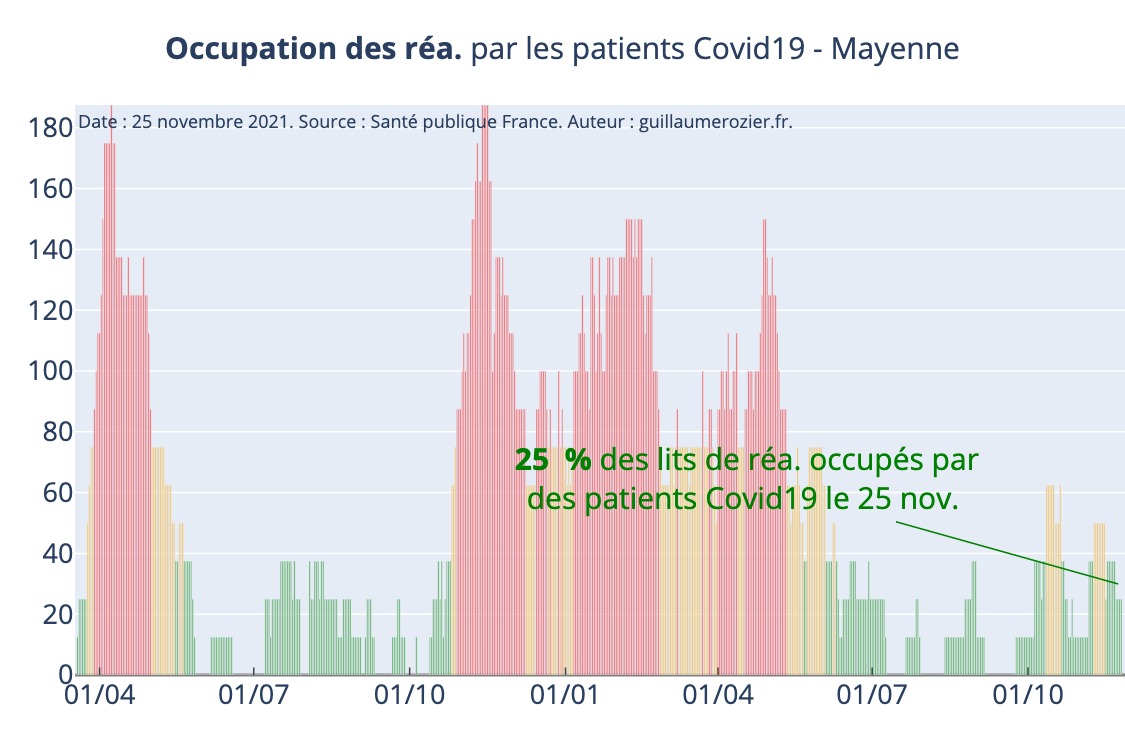 Occupation des réa. par les patients Covid19 - Mayenne
Date : 25 novembre 2021. Source : Santé publique France. Auteur : guillaumerozier.fr.
180
160
140
120
100
80
60
40
20
0
25 % des lits de réa. occupés par
des patients Covid19 le 25 nov.
01/04 01/07 01/10 01/01 01/04 01/07 01/10